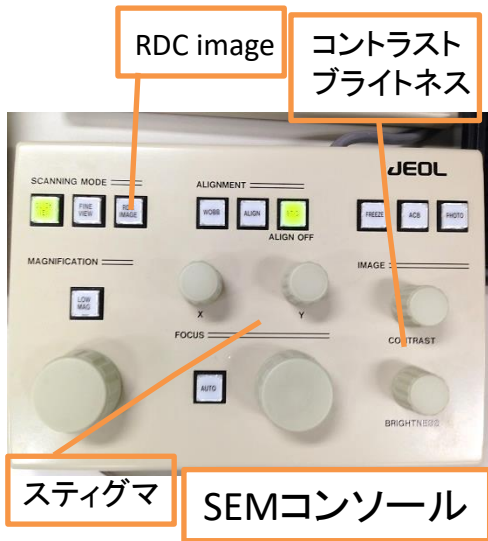 RDC image
コントラスト
ブライトネス
JEOL
SCANNING MODE
ALIGNMENT
FINE VIEW
RDC IMAGE
WOBB
ALIGN
FREEZE
ACB
PHOTO
ALIGN OFF
MAGNIFICATION
IMAGE
LOW MAG
X
Y
CONTRAST
FOCUS
AUTO
BRIGHTNESS
スティグマ
SEMコンソール